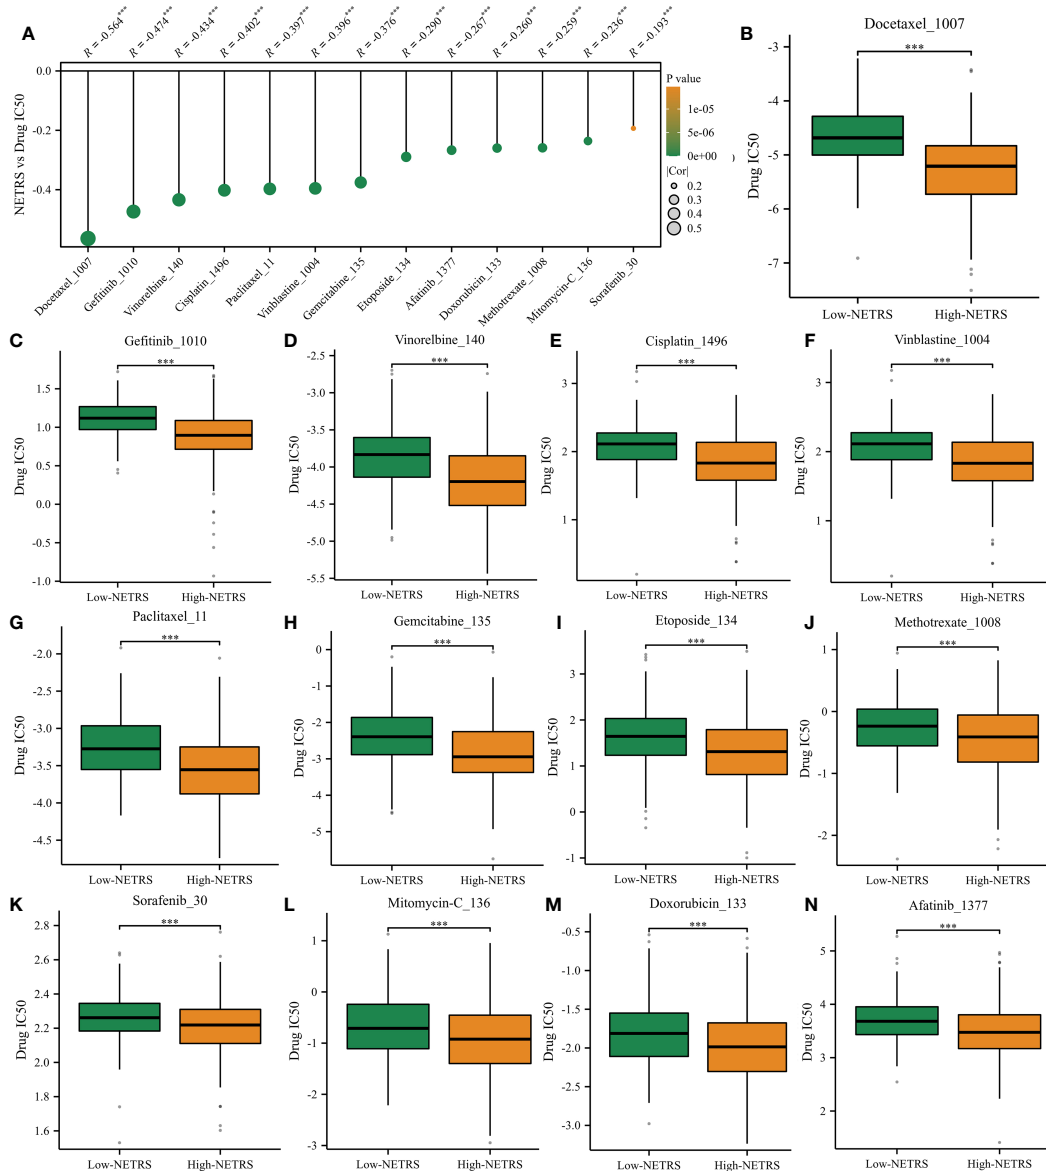 A
R = -0.564***
R = -0.474***
R = -0.434***
R = -0.402***
R = -0.397***
R = -0.396***
R = -0.376***
R = -0.290***
R = -0.267***
R = -0.260***
R = -0.259***
R = -0.236***
R = -0.193***
NETRS vs Drug IC50
0.0
-0.2
-0.4
Docetaxel_1007
Gefitinib_1010
Vinorelbine_140
Cisplatin_1496
Paclitaxel_11
Vinblastine_1004
Gemcitabine_135
Etoposide_134
Afatinib_1377
Doxorubicin_133
Methotrexate_1008
Mitomycin-C_136
Sorafenib_30
P value
1e-05
5e-06
0e+00
|Cor|
0.2
0.3
0.4
0.5
B
Docetaxel_1007
***
Drug IC50
-3
-4
-5
-6
-7
Low-NETRS High-NETRS
C
Gefitinib_1010
***
Drug IC50
1.5
1.0
0.5
0.0
-0.5
-1.0
Low-NETRS High-NETRS
D
Vinorelbine_140
***
Drug IC50
-2.5
-3.0
-3.5
-4.0
-4.5
-5.0
-5.5
Low-NETRS High-NETRS
E
Cisplatin_1496
***
Drug IC50
3
2
1
Low-NETRS High-NETRS
F
Vinblastine_1004
***
Drug IC50
3
2
1
Low-NETRS High-NETRS
G
Paclitaxel_11
***
Drug IC50
-2.0
-2.5
-3.0
-3.5
-4.0
-4.5
Low-NETRS High-NETRS
H
Gemcitabine_135
***
Drug IC50
0
-1
-2
-3
-4
-5
Low-NETRS High-NETRS
I
Etoposide_134
***
Drug IC50
3
2
1
0
-1
Low-NETRS High-NETRS
J
Methotrexate_1008
***
Drug IC50
1
0
-1
-2
Low-NETRS High-NETRS
K
Sorafenib_30
***
Drug IC50
2.8
2.6
2.4
2.2
2.0
1.8
1.6
Low-NETRS High-NETRS
L
Mitomycin-C_136
***
Drug IC50
1
0
-1
-2
-3
Low-NETRS High-NETRS
M
Doxorubicin_133
***
Drug IC50
-0.5
-1.0
-1.5
-2.0
-2.5
-3.0
Low-NETRS High-NETRS
N
Afatinib_1377
***
Drug IC50
5
4
3
2
Low-NETRS High-NETRS